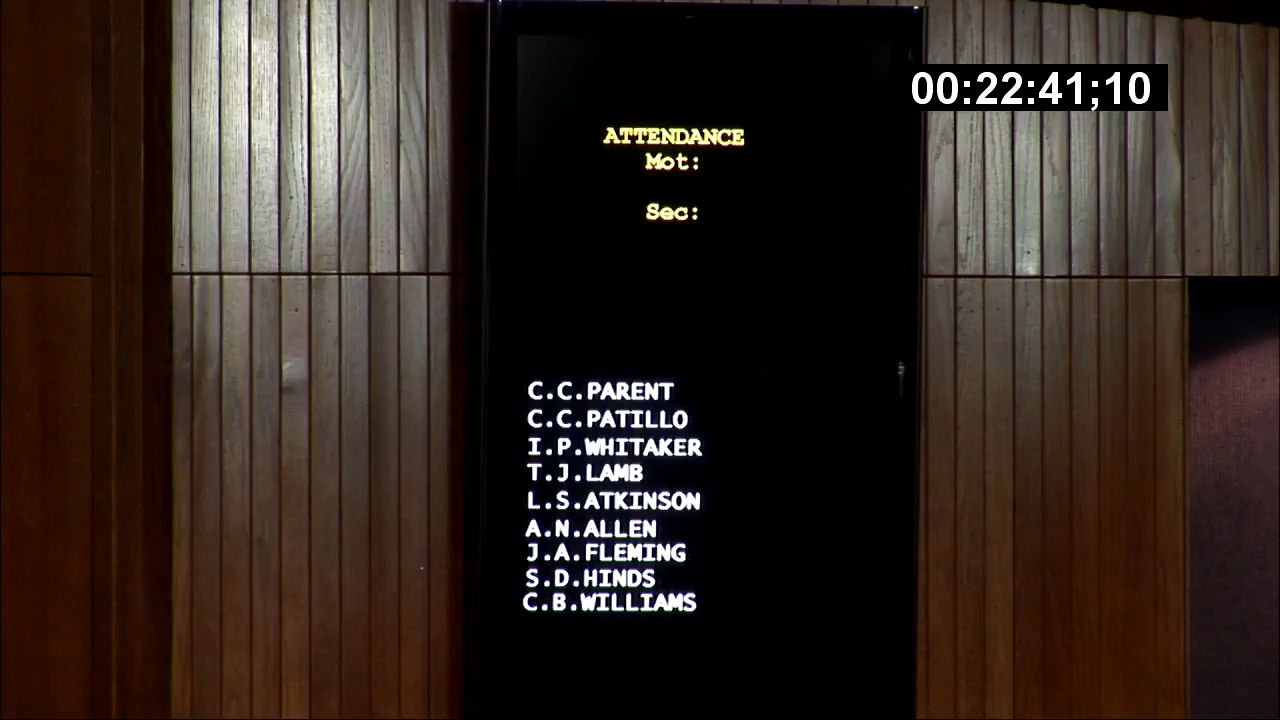 00:22:41;10
ATTENDANCE
Mot:
Sec:
C.C.PARENT
C.C.PATILLO
I.P.WHITAKER
T.J.LAMB
L.S.ATKINSON
A.N.ALLEN
J.A.FLEMING
S.D.HINDS
C.B.WILLIAMS